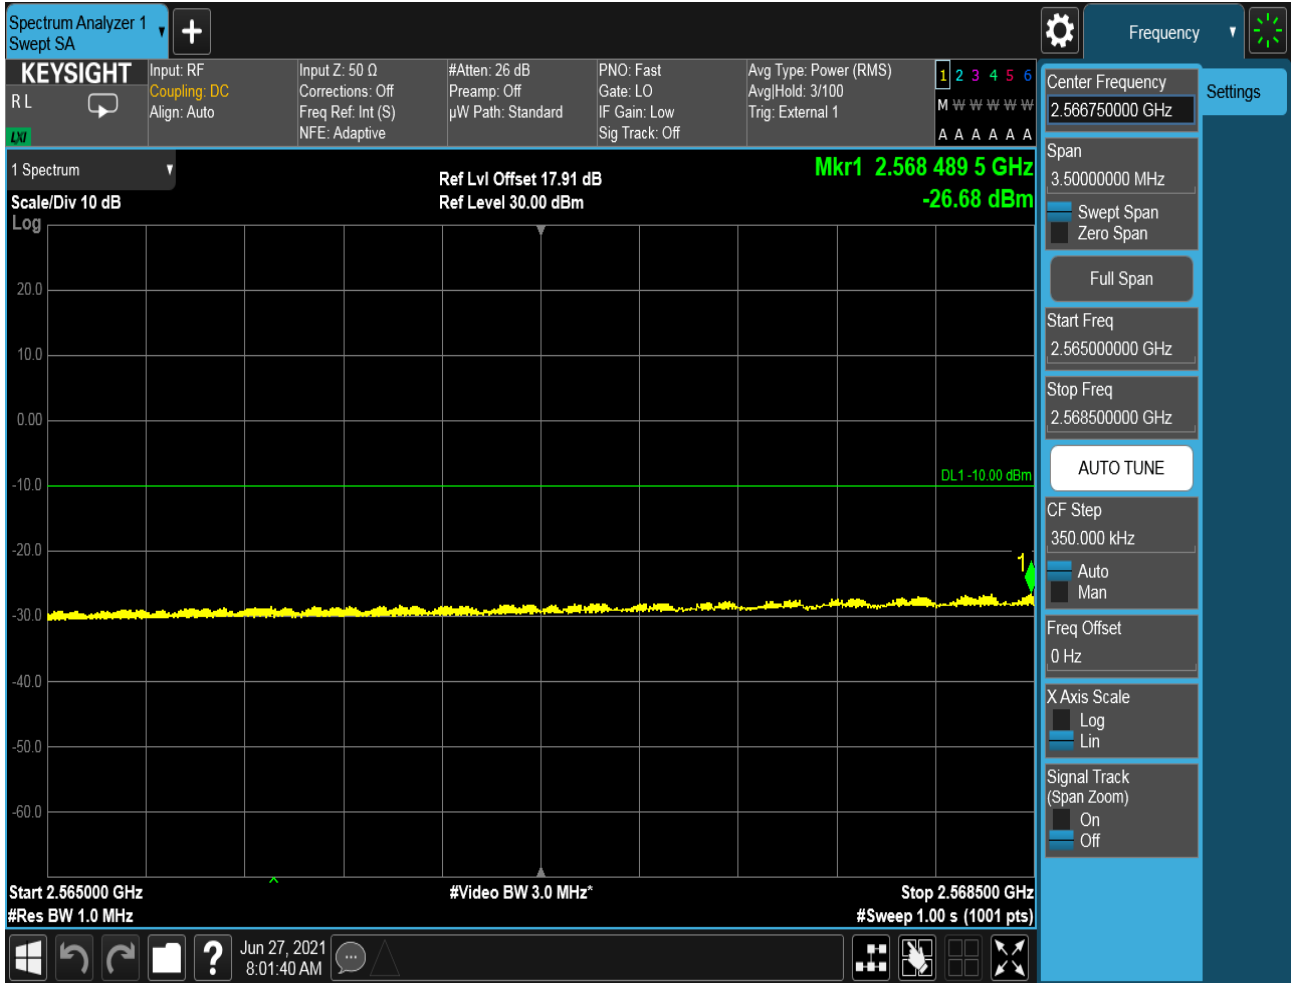 Spectrum Analyzer 1
Swept SA
Frequency
KEYSIGHT
R L
LXI
Input: RF
Coupling: DC
Align: Auto
Input Z: 50 Ω
Corrections: Off
Freq Ref: Int (S)
NFE: Adaptive
#Atten: 26 dB
Preamp: Off
µW Path: Standard
PNO: Fast
Gate: LO
IF Gain: Low
Sig Track: Off
Avg Type: Power (RMS)
Avg|Hold: 3/100
Trig: External 1
1 2 3 4 5 6
M W W W W W
A A A A A A
1 Spectrum
Scale/Div 10 dB
Log
Ref Lvl Offset 17.91 dB
Ref Level 30.00 dBm
Mkr1 2.568 489 5 GHz
-26.68 dBm
20.0
10.0
0.00
-10.0
DL1 -10.00 dBm
-20.0
1
-30.0
-40.0
-50.0
-60.0
Start 2.565000 GHz
#Video BW 3.0 MHz*
Stop 2.568500 GHz
#Res BW 1.0 MHz
#Sweep 1.00 s (1001 pts)
Center Frequency
2.566750000 GHz
Settings
Span
3.50000000 MHz
Swept Span
Zero Span
Full Span
Start Freq
2.565000000 GHz
Stop Freq
2.568500000 GHz
AUTO TUNE
CF Step
350.000 kHz
Auto
Man
Freq Offset
0 Hz
X Axis Scale
Log
Lin
Signal Track
(Span Zoom)
On
Off
?
Jun 27, 2021
8:01:40 AM